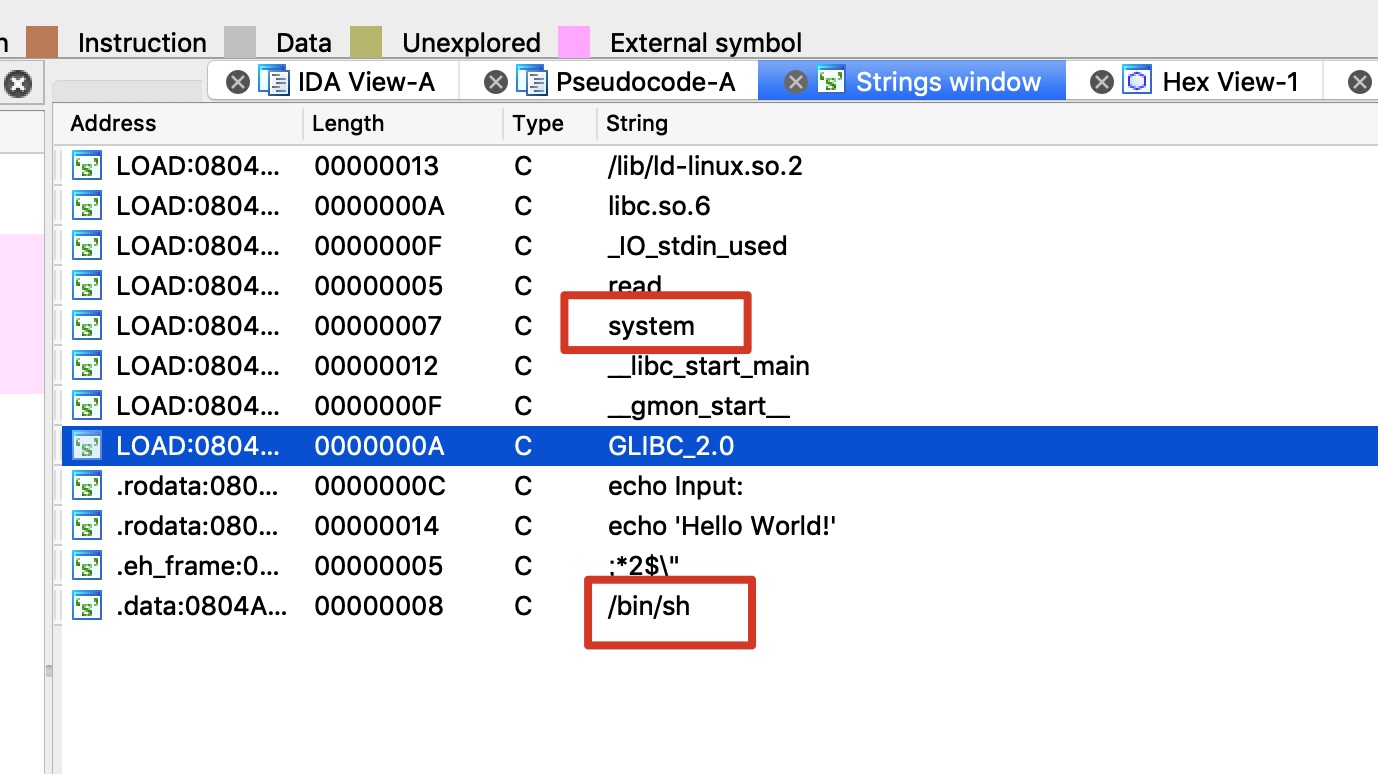 n Instruction Data Unexplored External symbol
IDA View-A Pseudocode-A 's' Strings window Hex View-1
Address Length Type String
's' LOAD:0804... 00000013 C /lib/ld-linux.so.2
's' LOAD:0804... 0000000A C libc.so.6
's' LOAD:0804... 0000000F C _IO_stdin_used
's' LOAD:0804... 00000005 C read
's' LOAD:0804... 00000007 C system
's' LOAD:0804... 00000012 C __libc_start_main
's' LOAD:0804... 0000000F C __gmon_start__
's' LOAD:0804... 0000000A C GLIBC_2.0
's' .rodata:080... 0000000C C echo Input:
's' .rodata:080... 00000014 C echo 'Hello World!'
's' .eh_frame:0... 00000005 C ;*2$\"
's' .data:0804A... 00000008 C /bin/sh